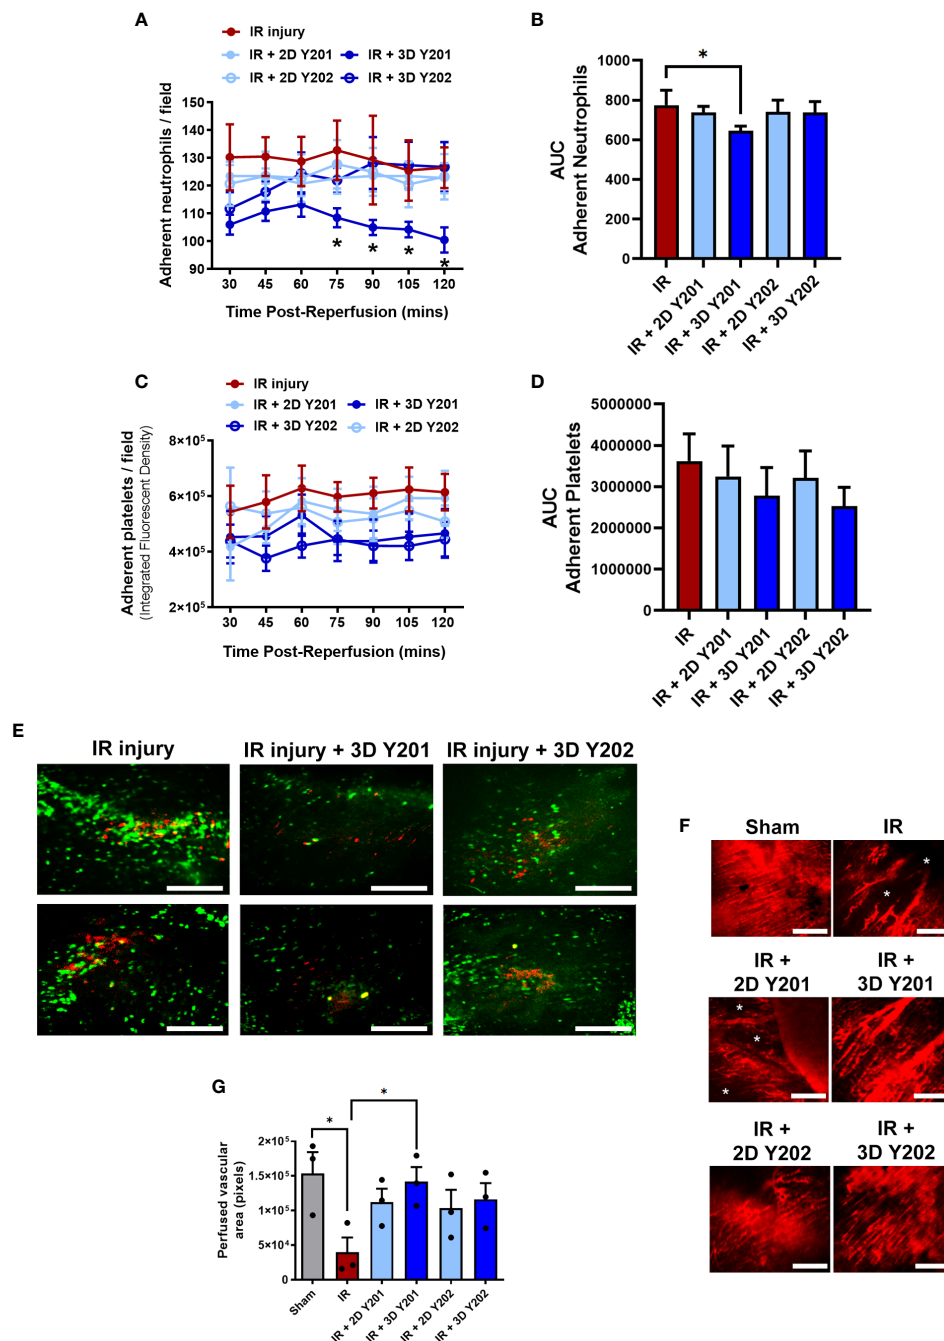 A
IR injury
IR + 2D Y201
IR + 3D Y201
IR + 2D Y202
IR + 3D Y202
Adherent neutrophils / field
150
140
130
120
110
100
90
* * * *
30 45 60 75 90 105 120
Time Post-Reperfusion (mins)
B
*
AUC
Adherent Neutrophils
1000
800
600
400
200
0
IR
IR + 2D Y201
IR + 3D Y201
IR + 2D Y202
IR + 3D Y202
C
IR injury
IR + 2D Y201
IR + 3D Y201
IR + 3D Y202
IR + 2D Y202
Adherent platelets / field
(Integrated Fluorescent Density)
8×10⁵
6×10⁵
4×10⁵
2×10⁵
30 45 60 75 90 105 120
Time Post-Reperfusion (mins)
D
AUC
Adherent Platelets
5000000
4000000
3000000
2000000
1000000
0
IR
IR + 2D Y201
IR + 3D Y201
IR + 2D Y202
IR + 3D Y202
E
IR injury
IR injury + 3D Y201
IR injury + 3D Y202
F
Sham
IR
* *
IR +
2D Y201
IR +
3D Y201
* * *
IR +
2D Y202
IR +
3D Y202
G
* *
Perfused vascular
area (pixels)
2×10⁵
1.5×10⁵
1×10⁵
5×10⁴
0
Sham
IR
IR + 2D Y201
IR + 3D Y201
IR + 2D Y202
IR + 3D Y202